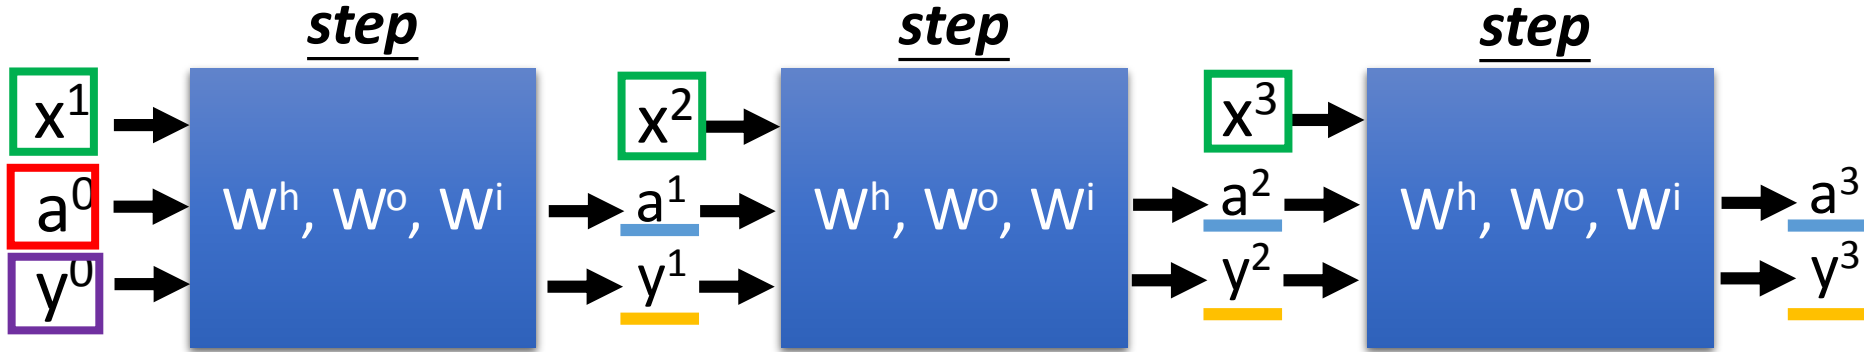 step step step
x¹ x² x³
a⁰ Wʰ, Wᵒ, Wⁱ a¹ Wʰ, Wᵒ, Wⁱ a² Wʰ, Wᵒ, Wⁱ a³
y⁰ y¹ y² y³